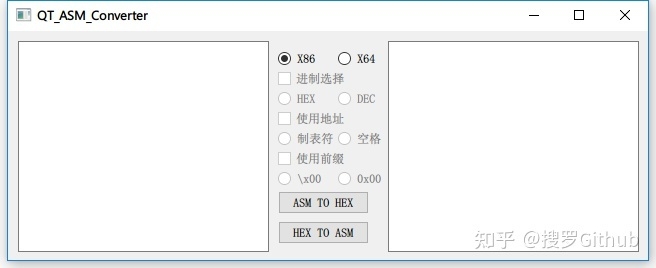 QT_ASM_Converter
X86 X64
进制选择
HEX DEC
使用地址
制表符 空格
使用前缀
\x00 0x00
ASM TO HEX
HEX TO ASM
知乎 @搜罗Github